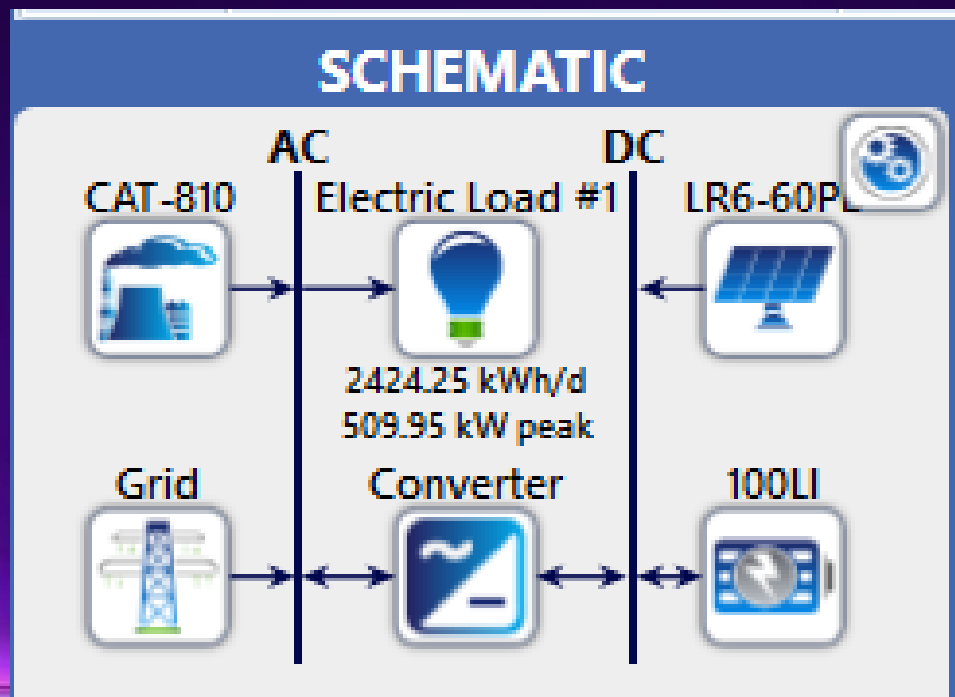 SCHEMATIC
AC DC
CAT-810 Electric Load #1
2424.25 kWh/d
509.95 kW peak
Grid Converter 100LI